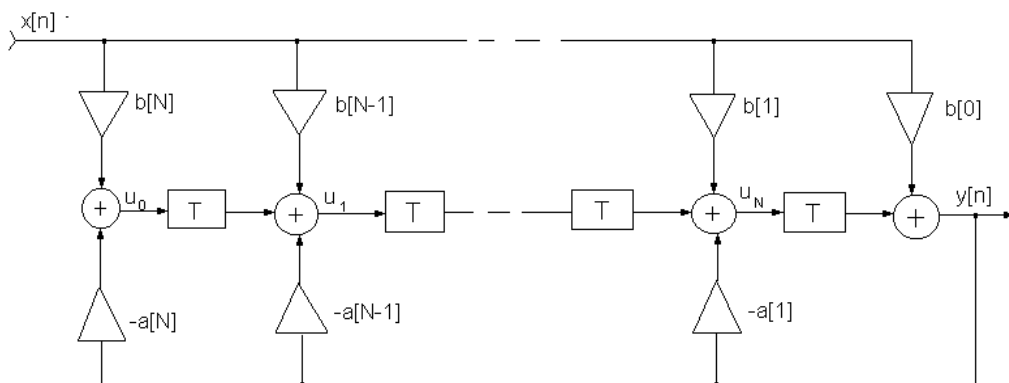 x[n]
b[N] b[N-1] b[1] b[0]
+ u0 T + u1 T T + uN T + y[n]
-a[N] -a[N-1] -a[1]